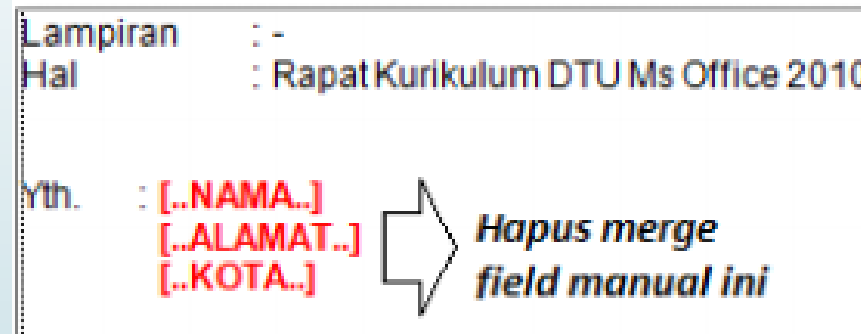 Lampiran : -
Hal : Rapat Kurikulum DTU Ms Office 2010
Yth. : [..NAMA..]
[..ALAMAT..]
[..KOTA..]
Hapus merge
field manual ini